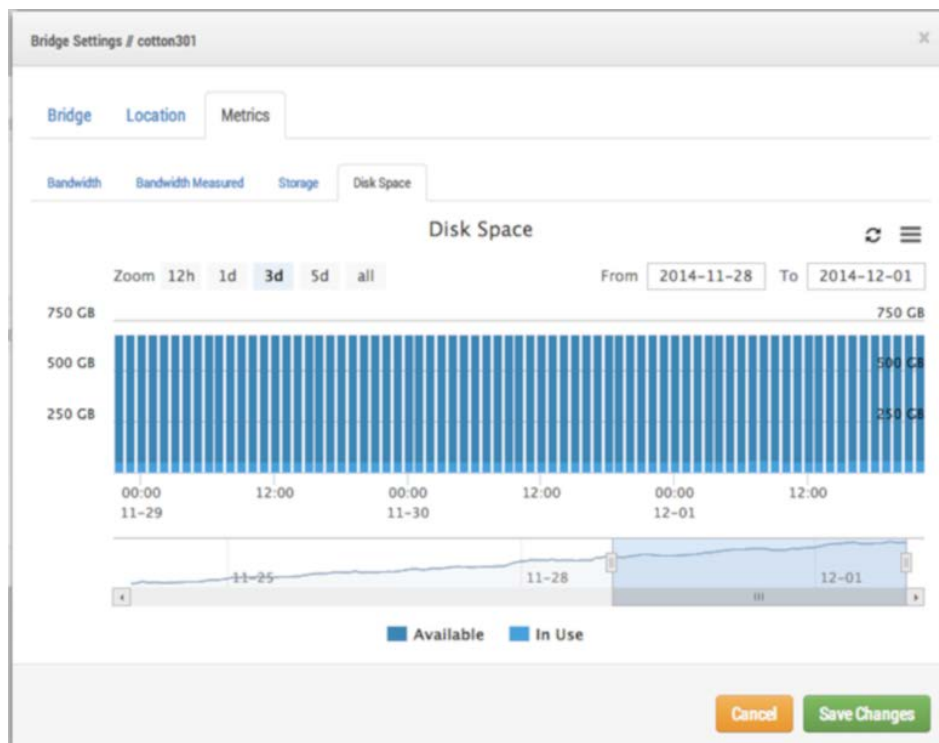 Bridge Settings // cotton301
×
Bridge Location Metrics
Bandwidth Bandwidth Measured Storage Disk Space
Disk Space
Zoom 12h 1d 3d 5d all From 2014-11-28 To 2014-12-01
750 GB 750 GB
500 GB 500 GB
250 GB 250 GB
00:00 12:00 00:00 12:00 00:00 12:00
11-29 11-30 12-01
11-25 11-28 12-01
Available In Use
Cancel Save Changes